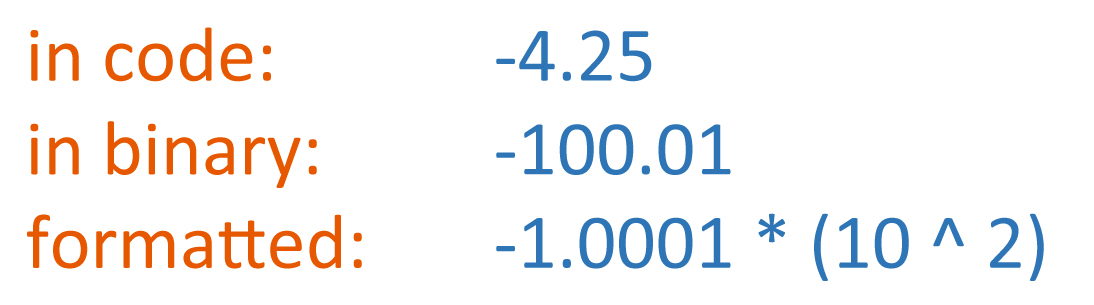 in code: -4.25
in binary: -100.01
formatted: -1.0001 * (10 ^ 2)